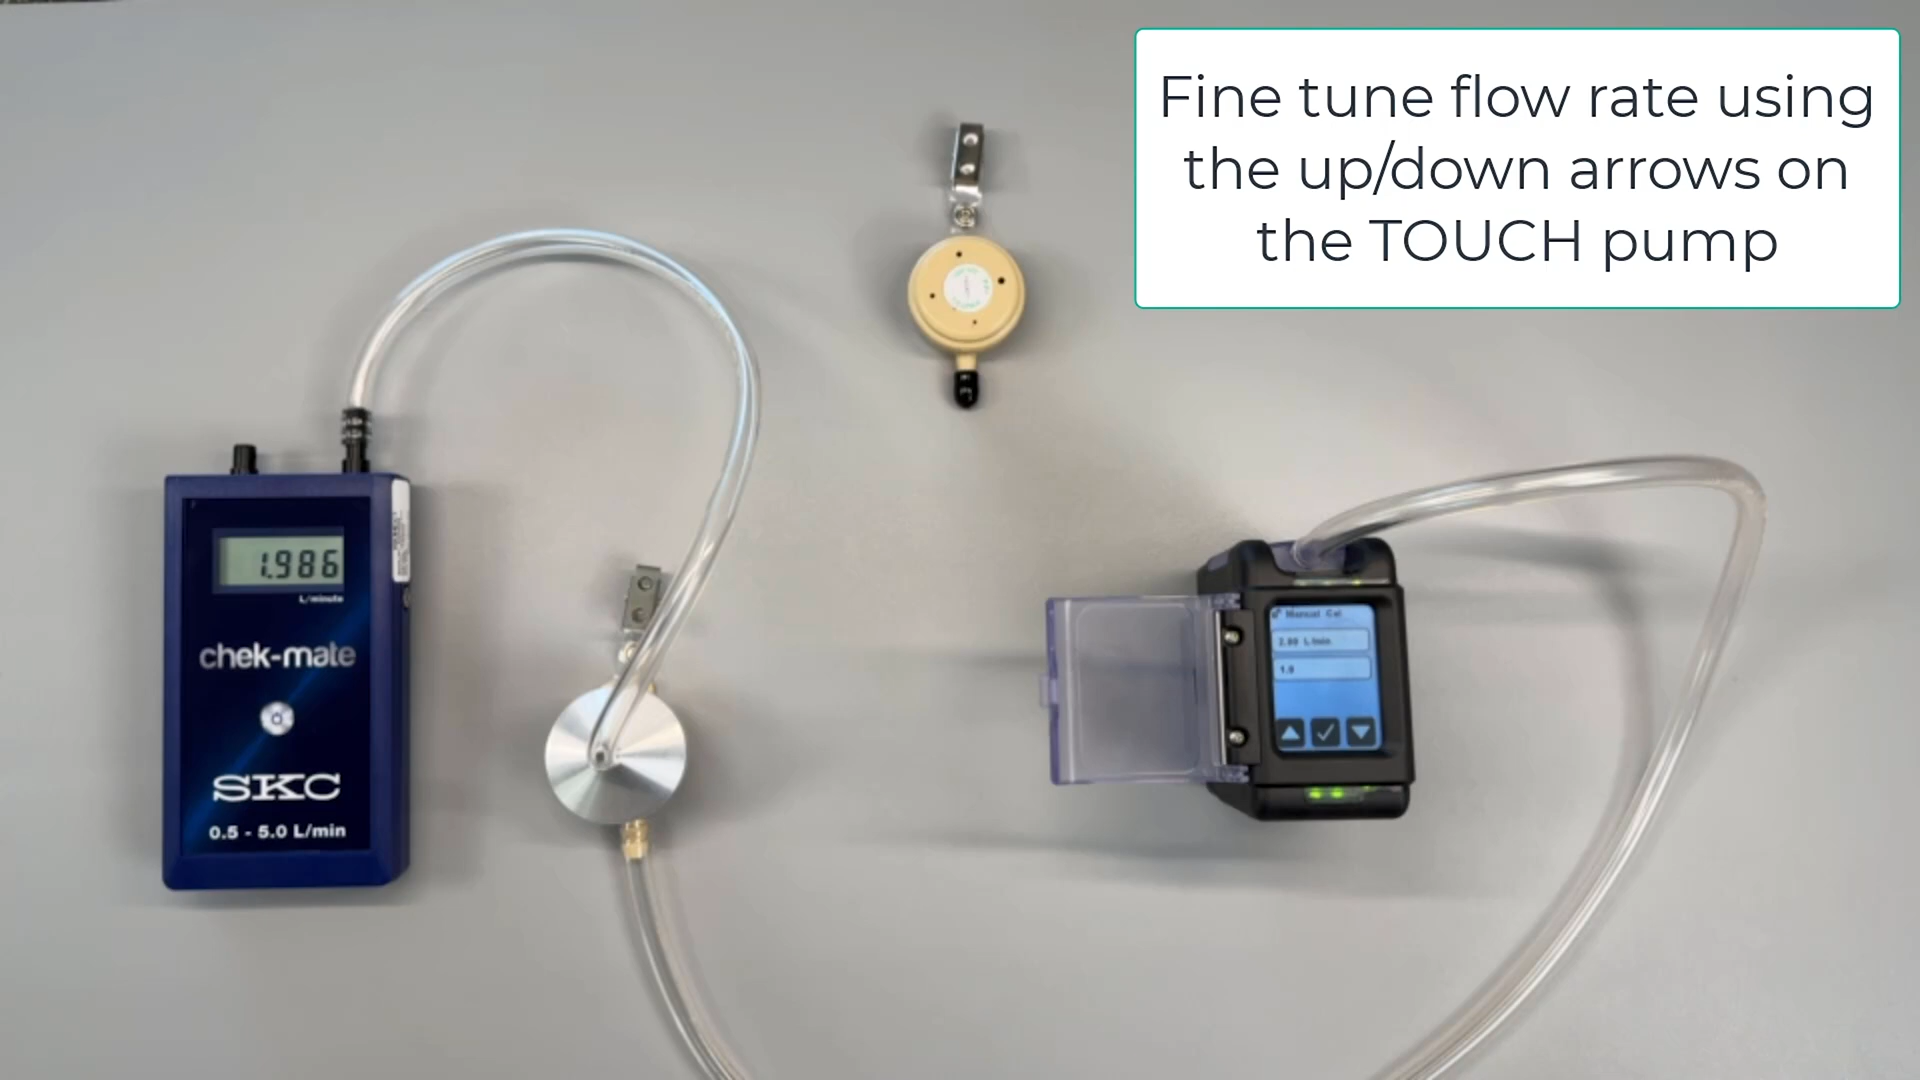 Fine tune flow rate using
the up/down arrows on
the TOUCH pump
1.986
L/minute
chek-mate
SKC
0.5 - 5.0 L/min
Manual Cal
2.00 L/min
1.0